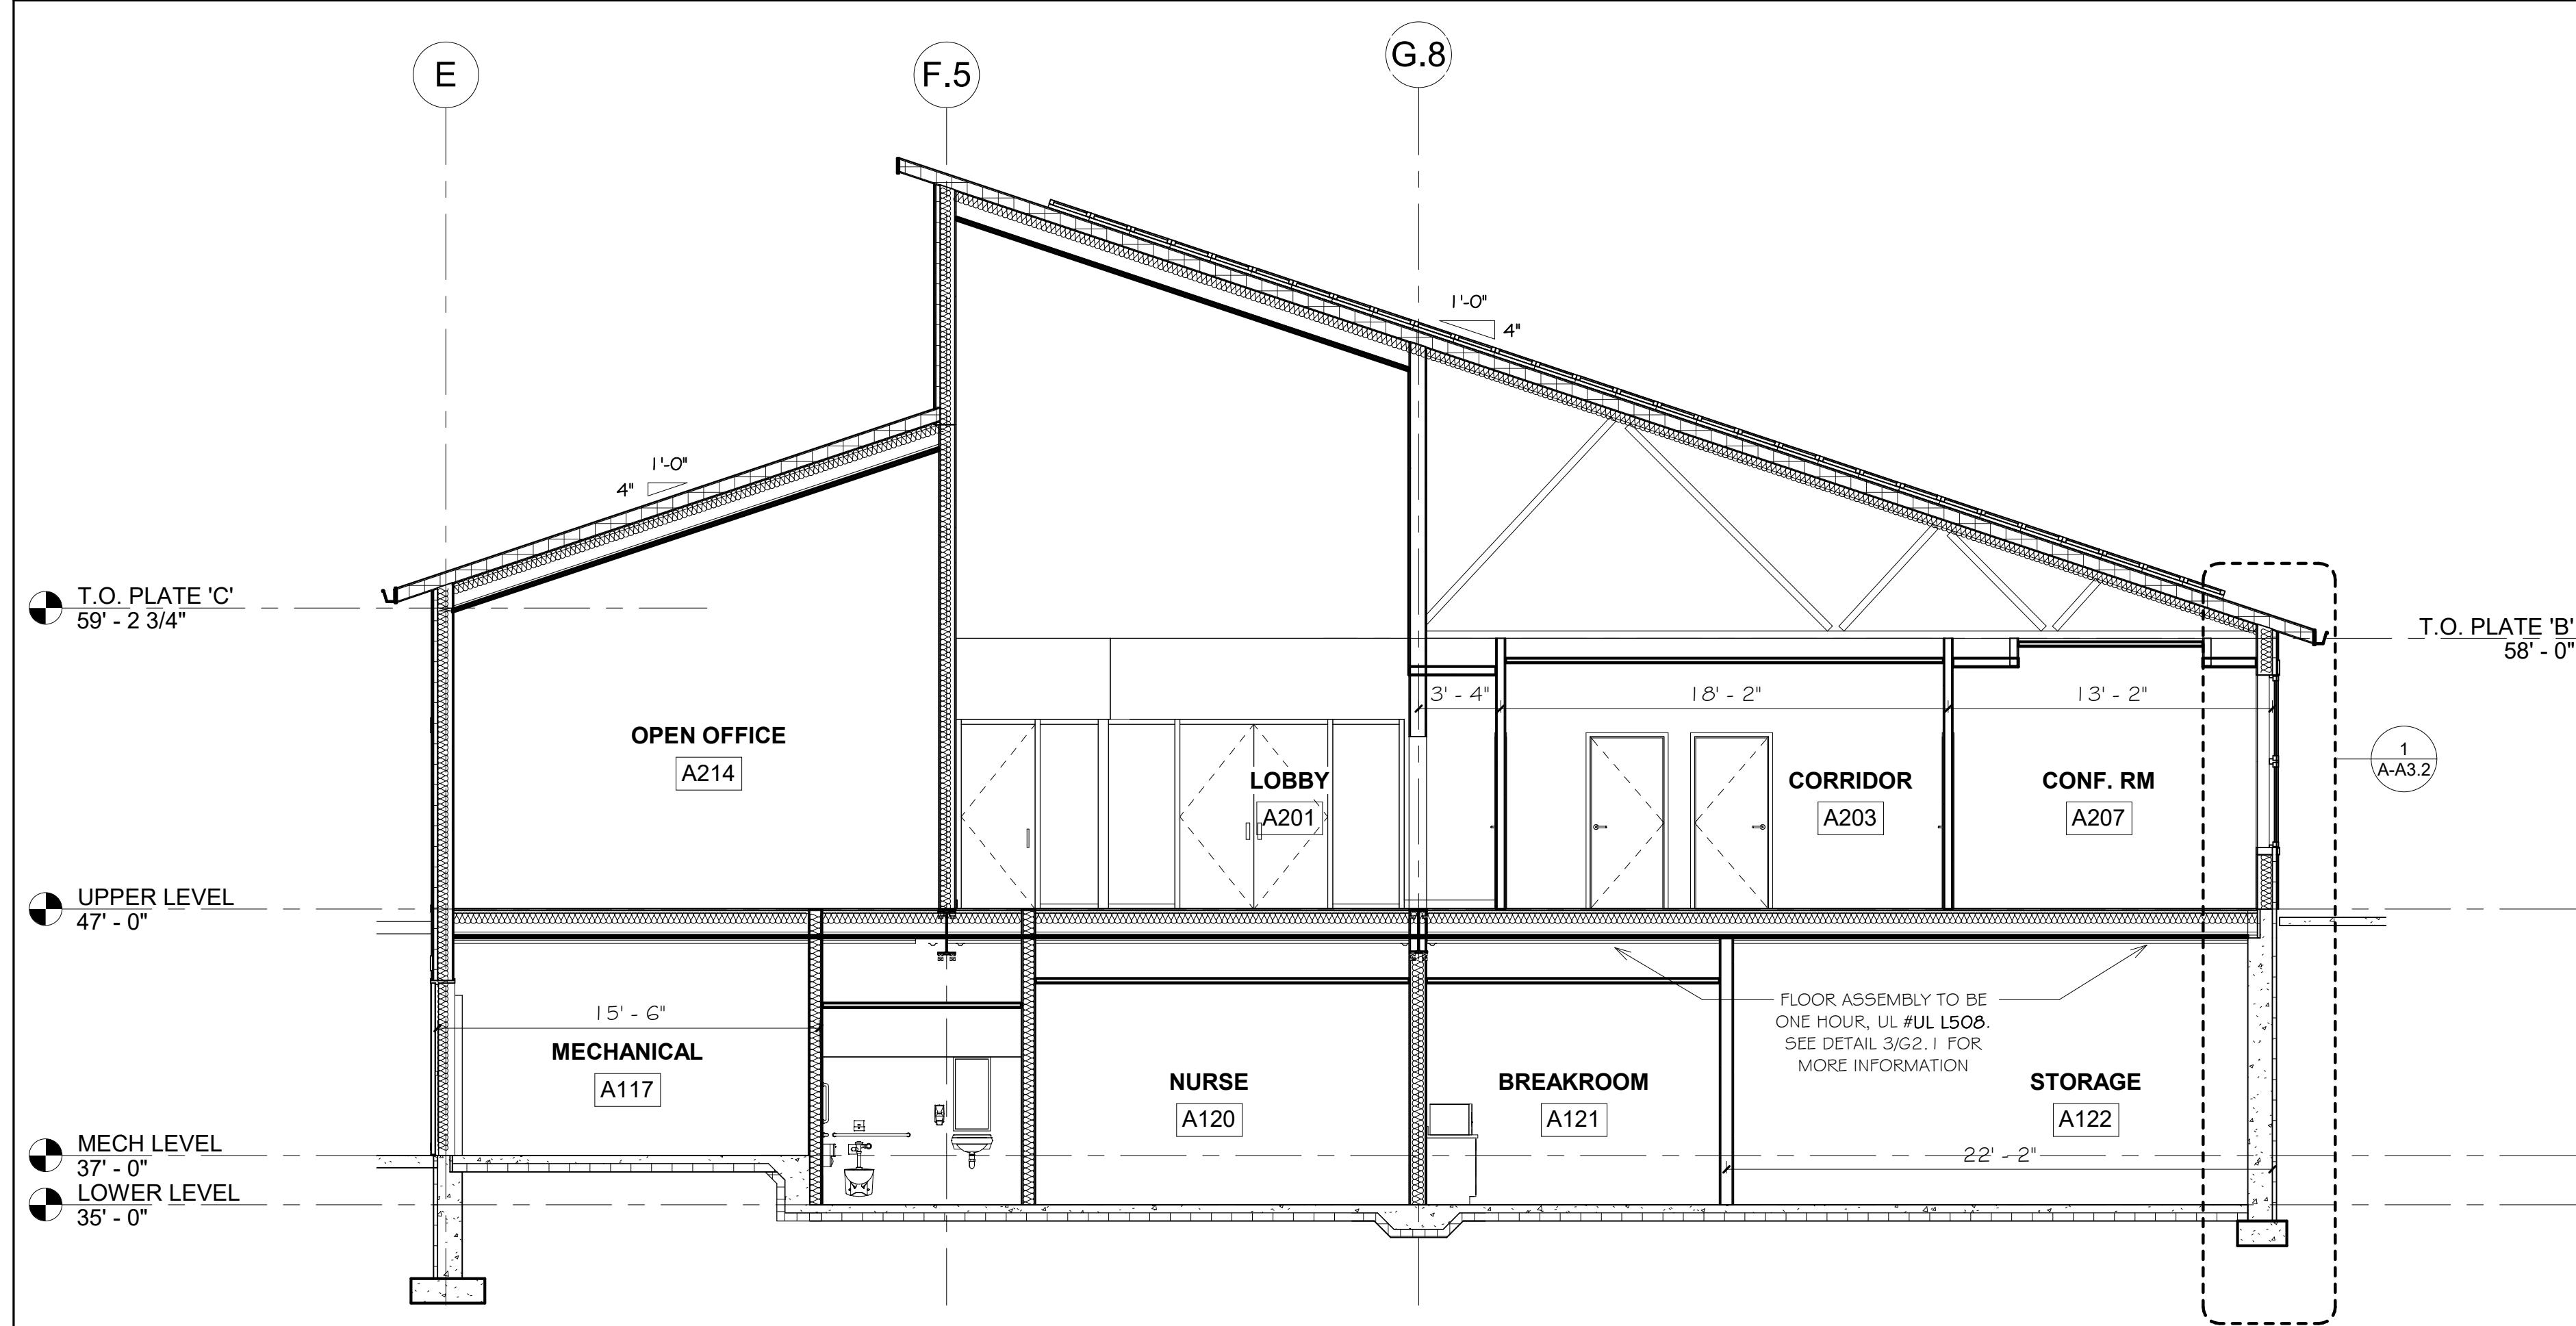 E
F.5
G.8
1'-0"
4"
1'-0"
4"
T.O. PLATE 'C'
59' - 2 3/4"
T.O. PLATE 'B'
58' - 0"
3' - 4"
18' - 2"
13' - 2"
OPEN OFFICE
A214
LOBBY
A201
CORRIDOR
A203
CONF. RM
A207
1
A-A3.2
UPPER LEVEL
47' - 0"
15' - 6"
MECHANICAL
A117
NURSE
A120
BREAKROOM
A121
FLOOR ASSEMBLY TO BE
ONE HOUR, UL #UL L508.
SEE DETAIL 3/G2.1 FOR
MORE INFORMATION
STORAGE
A122
22' - 2"
MECH LEVEL
37' - 0"
LOWER LEVEL
35' - 0"